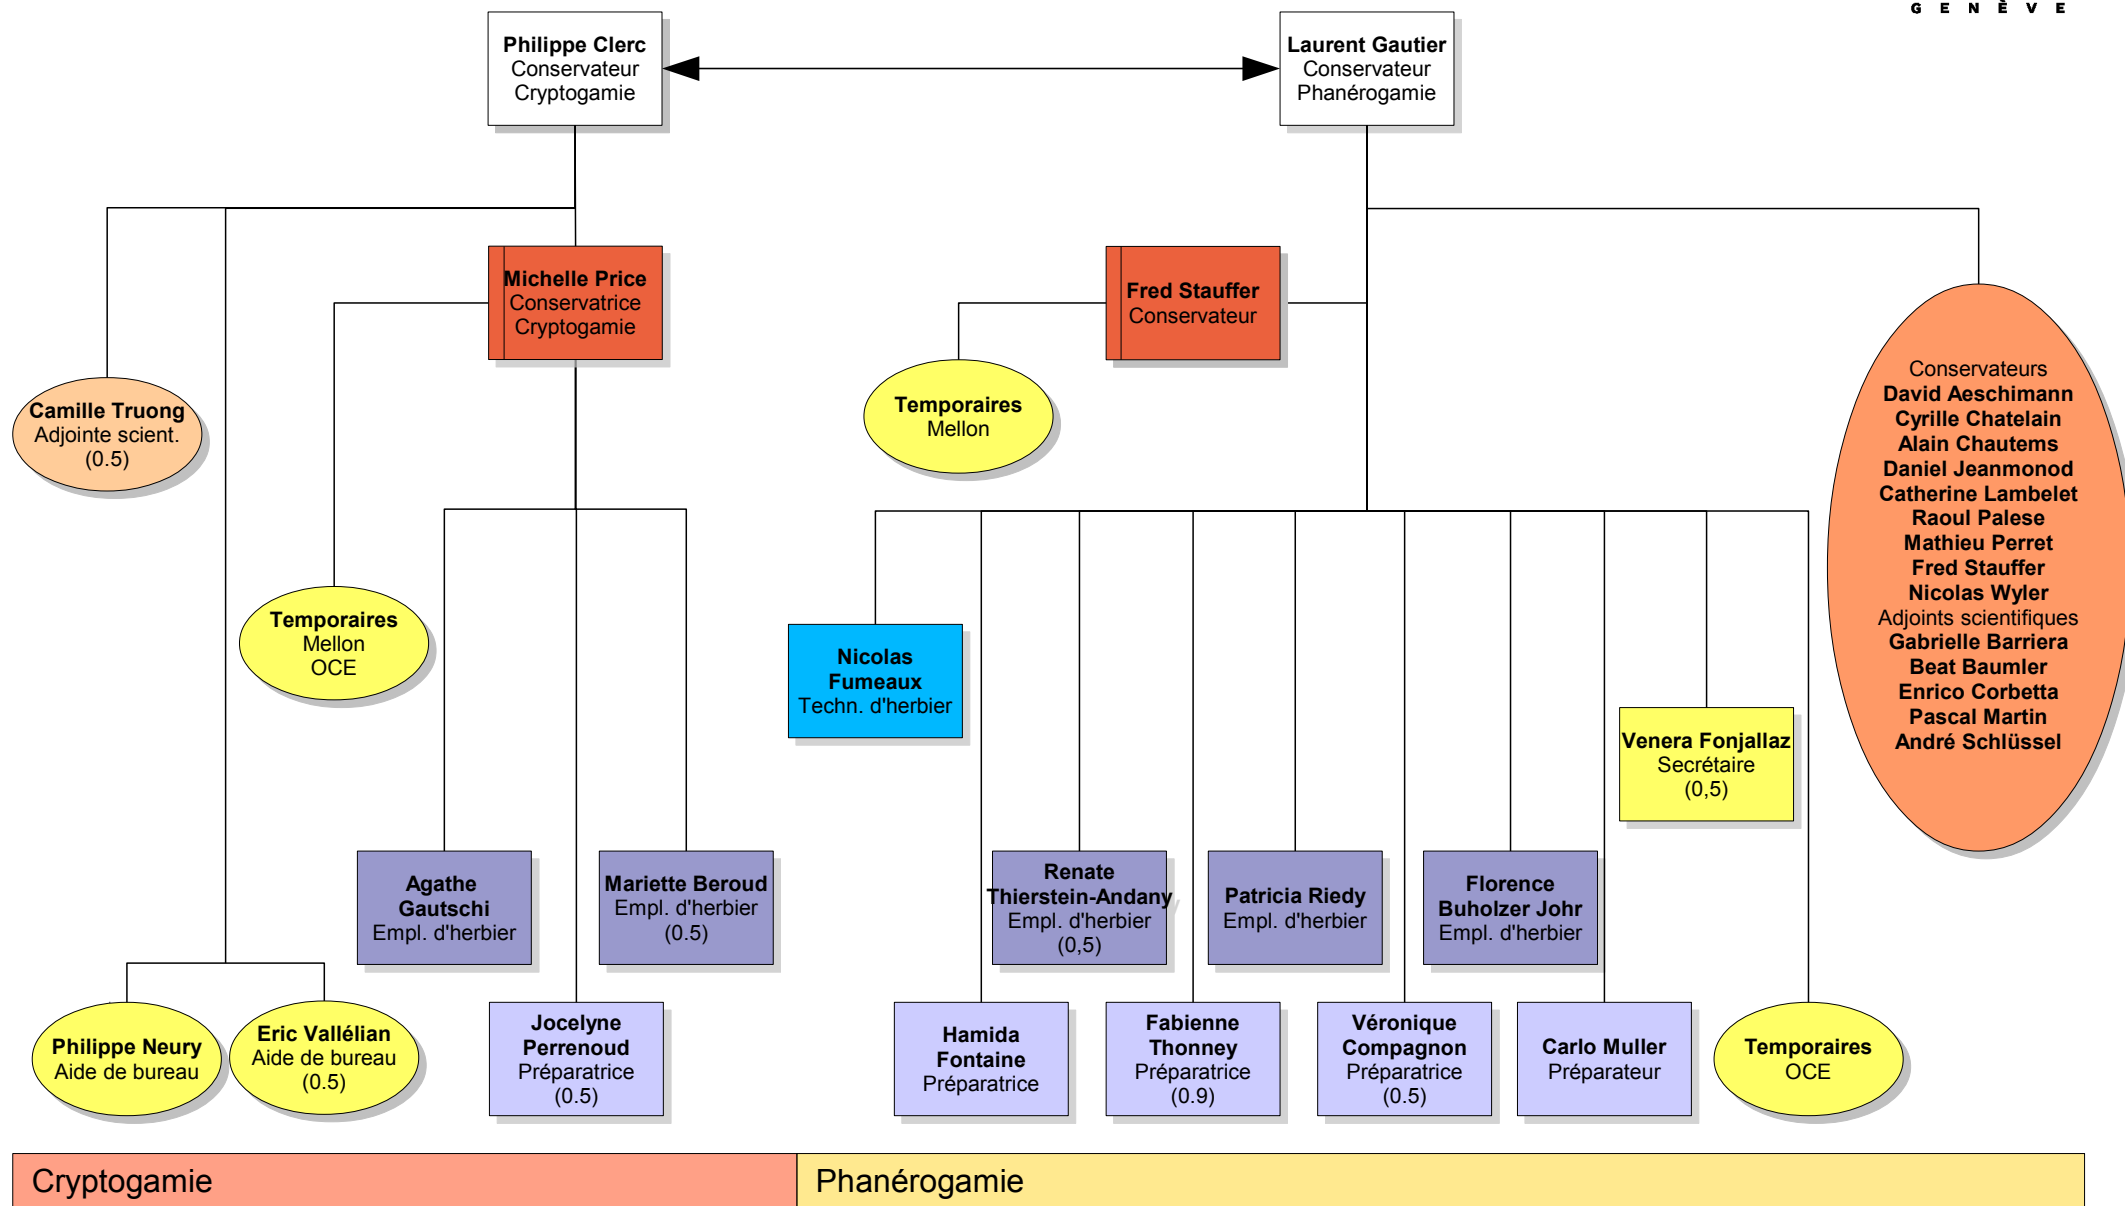 G E N È V E
Philippe Clerc
Conservateur
Cryptogamie
Laurent Gautier
Conservateur
Phanérogamie
Michelle Price
Conservatrice
Cryptogamie
Fred Stauffer
Conservateur
Camille Truong
Adjointe scient.
(0.5)
Temporaires
Mellon
Conservateurs
David Aeschimann
Cyrille Chatelain
Alain Chautems
Daniel Jeanmonod
Catherine Lambelet
Raoul Palese
Mathieu Perret
Fred Stauffer
Nicolas Wyler
Adjoints scientifiques
Gabrielle Barriera
Beat Baumler
Enrico Corbetta
Pascal Martin
André Schlüssel
Temporaires
Mellon
OCE
Nicolas
Fumeaux
Techn. d'herbier
Venera Fonjallaz
Secrétaire
(0,5)
Agathe
Gautschi
Empl. d'herbier
Mariette Beroud
Empl. d'herbier
(0.5)
Renate
Thierstein-Andany
Empl. d'herbier
(0,5)
Patricia Riedy
Empl. d'herbier
Florence
Buholzer Johr
Empl. d'herbier
Philippe Neury
Aide de bureau
Eric Vallélian
Aide de bureau
(0.5)
Jocelyne
Perrenoud
Préparatrice
(0.5)
Hamida
Fontaine
Préparatrice
Fabienne
Thonney
Préparatrice
(0.9)
Véronique
Compagnon
Préparatrice
(0.5)
Carlo Muller
Préparateur
Temporaires
OCE
Cryptogamie
Phanérogamie